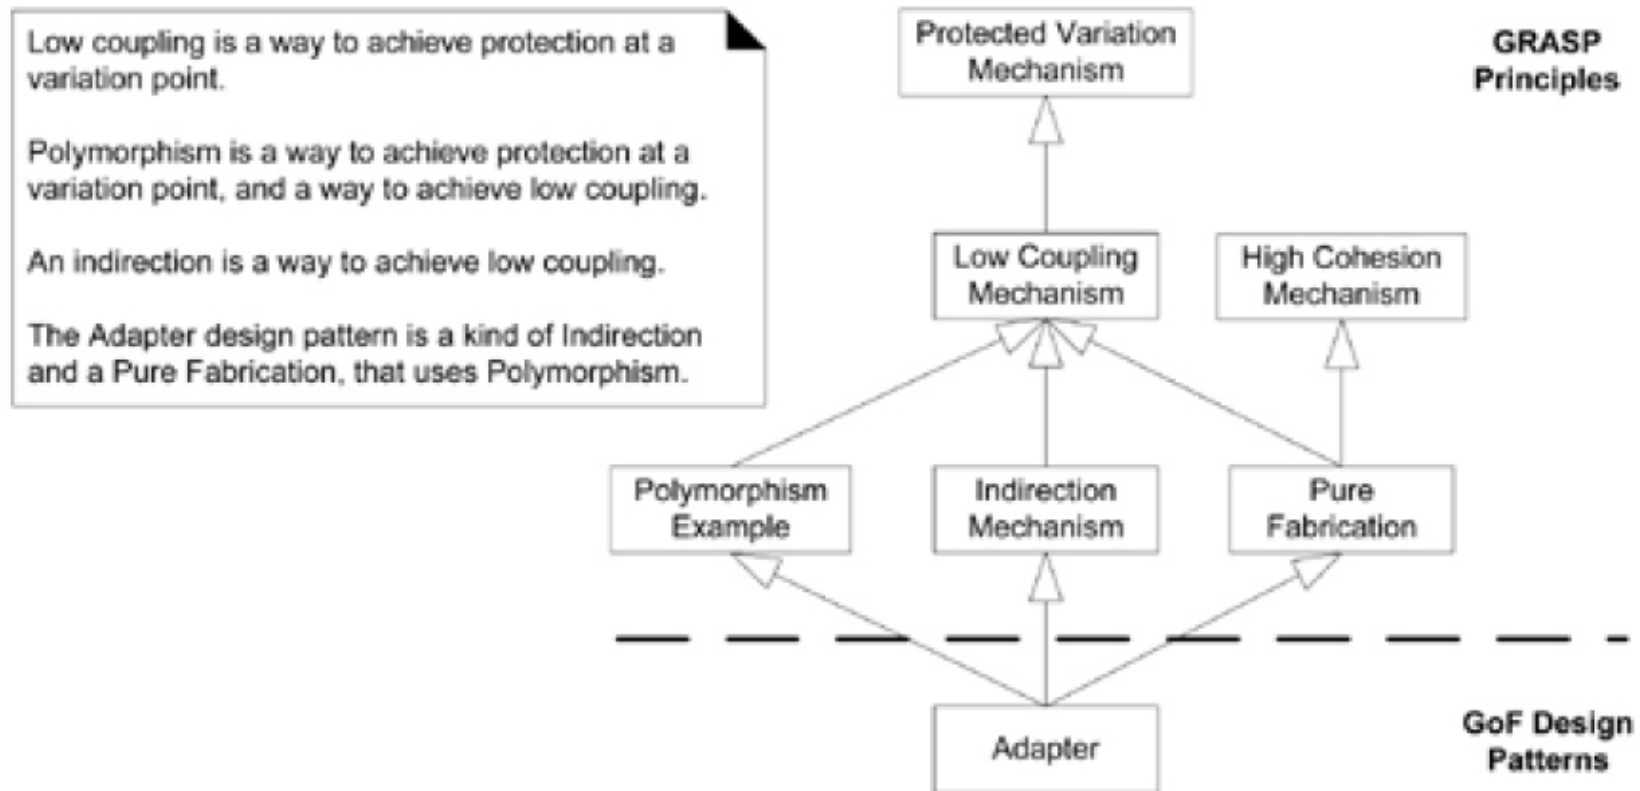 Low coupling is a way to achieve protection at a
variation point.
Polymorphism is a way to achieve protection at a
variation point, and a way to achieve low coupling.
An indirection is a way to achieve low coupling.
The Adapter design pattern is a kind of Indirection
and a Pure Fabrication, that uses Polymorphism.
Protected Variation
Mechanism
GRASP
Principles
Low Coupling
Mechanism
High Cohesion
Mechanism
Polymorphism
Example
Indirection
Mechanism
Pure
Fabrication
Adapter
GoF Design
Patterns